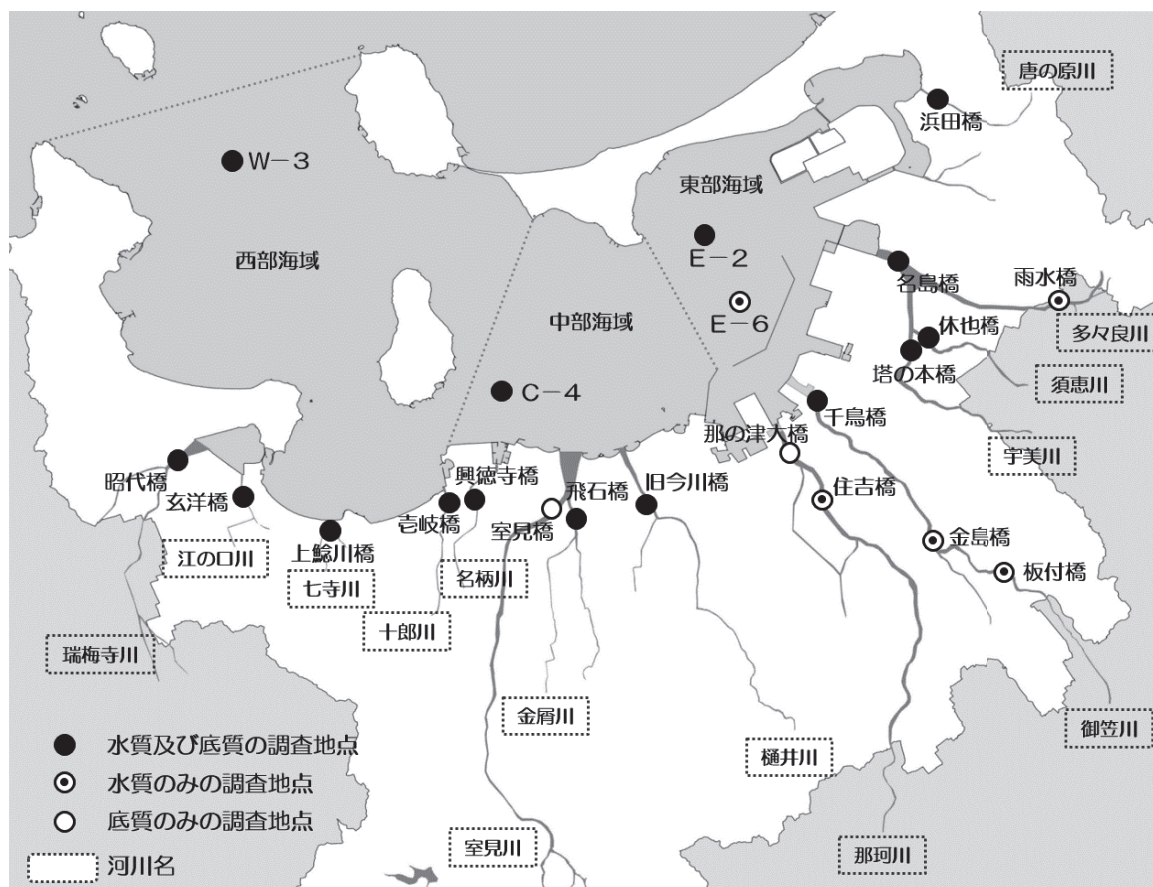 唐の原川
浜田橋
W－3
東部海域
西部海域
E－2
名島橋
雨水橋
中部海域
E－6
休也橋
多々良川
塔の本橋
須恵川
C－4
千鳥橋
那の津大橋
宇美川
昭代橋
興徳寺橋
旧今川橋
住吉橋
玄洋橋
飛石橋
壱岐橋
室見橋
金島橋
上鯰川橋
江の口川
板付橋
七寺川
名柄川
十郎川
瑞梅寺川
金屑川
御笠川
樋井川
水質及び底質の調査地点
水質のみの調査地点
底質のみの調査地点
河川名
室見川
那珂川